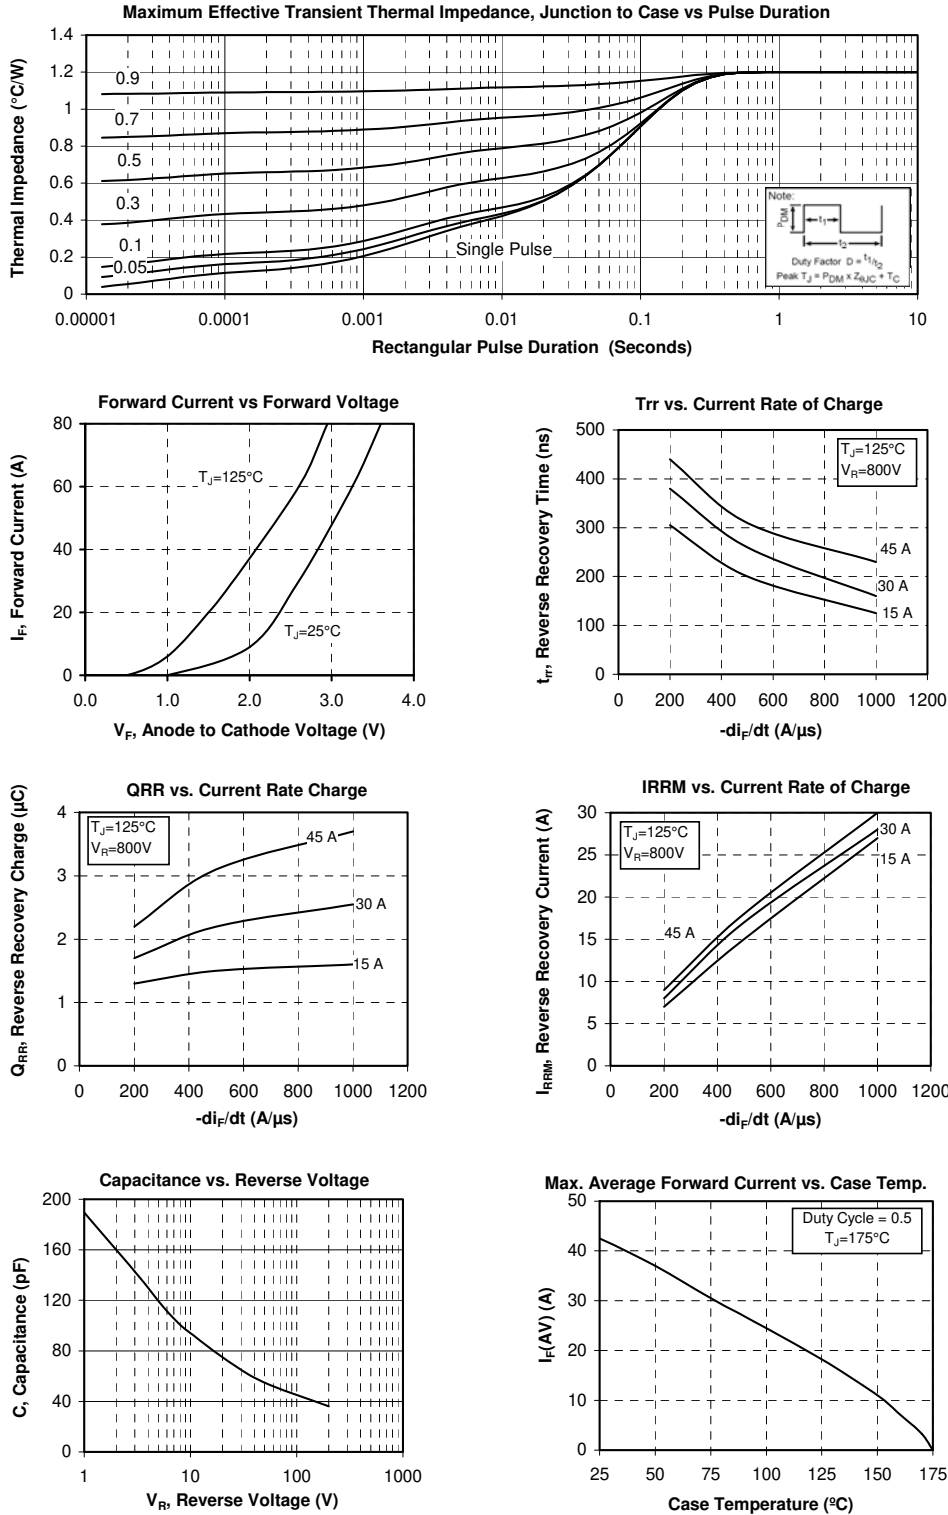 Maximum Effective Transient Thermal Impedance, Junction to Case vs Pulse Duration
Thermal Impedance (°C/W)
1.4
1.2
1
0.8
0.6
0.4
0.2
0
0.9
0.7
0.5
0.3
0.1
0.05
Single Pulse
Note:
PDM
t1
t2
Duty Factor D = t1/t2
Peak TJ = PDM x ZθJC + TC
0.00001 0.0001 0.001 0.01 0.1 1 10
Rectangular Pulse Duration (Seconds)
Forward Current vs Forward Voltage
IF, Forward Current (A)
80
60
40
20
0
TJ=125°C
TJ=25°C
0.0 1.0 2.0 3.0 4.0
VF, Anode to Cathode Voltage (V)
Trr vs. Current Rate of Charge
trr, Reverse Recovery Time (ns)
500
400
300
200
100
0
TJ=125°C
VR=800V
45 A
30 A
15 A
0 200 400 600 800 1000 1200
-diF/dt (A/µs)
QRR vs. Current Rate Charge
QRR, Reverse Recovery Charge (µC)
4
3
2
1
0
TJ=125°C
VR=800V
45 A
30 A
15 A
0 200 400 600 800 1000 1200
-diF/dt (A/µs)
IRRM vs. Current Rate of Charge
IRRM, Reverse Recovery Current (A)
30
25
20
15
10
5
0
TJ=125°C
VR=800V
30 A
15 A
45 A
0 200 400 600 800 1000 1200
-diF/dt (A/µs)
Capacitance vs. Reverse Voltage
C, Capacitance (pF)
200
160
120
80
40
0
1 10 100 1000
VR, Reverse Voltage (V)
Max. Average Forward Current vs. Case Temp.
IF(AV) (A)
50
40
30
20
10
0
Duty Cycle = 0.5
TJ=175°C
25 50 75 100 125 150 175
Case Temperature (ºC)